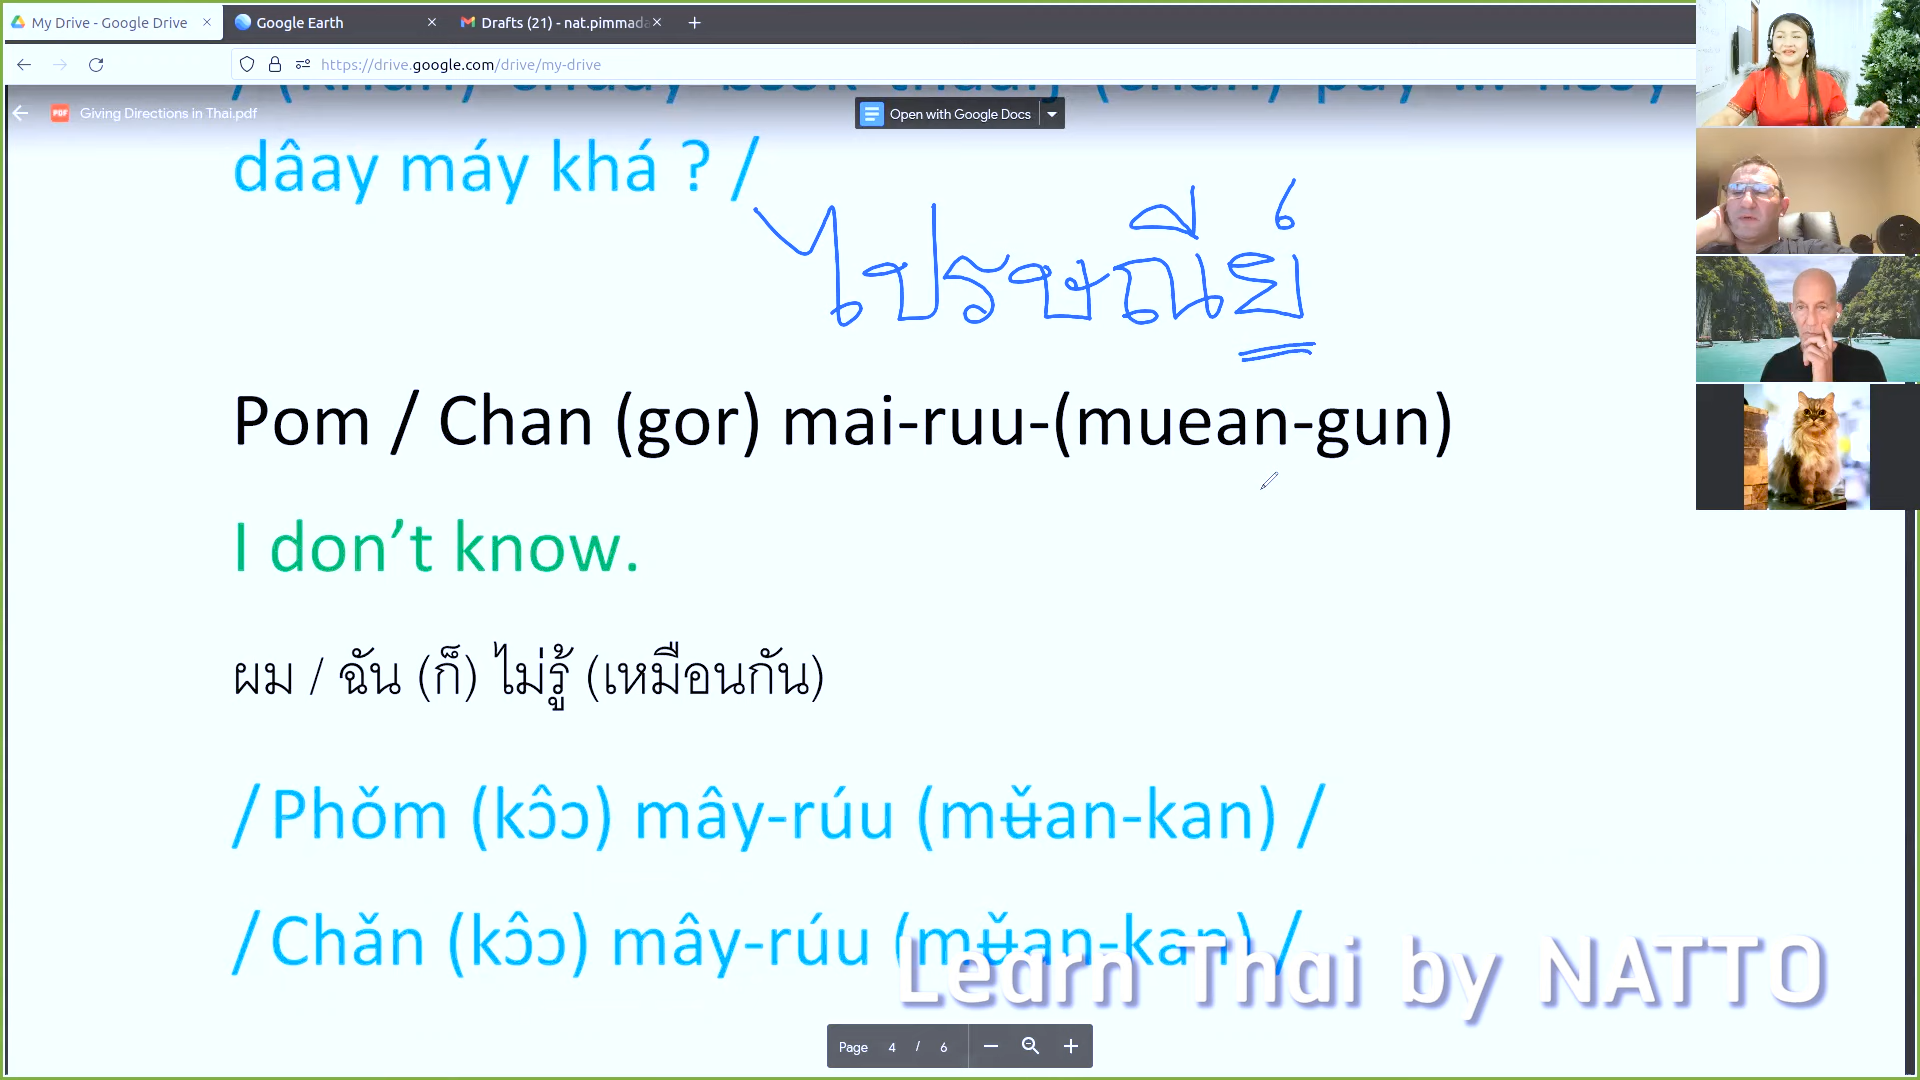 My Drive - Google Drive
Google Earth
Drafts (21) - nat.pimmada
https://drive.google.com/drive/my-drive
Giving Directions in Thai.pdf
Open with Google Docs
dâay máy khá ? /
ไปรษณีย์
Pom / Chan (gor) mai-ruu-(muean-gun)
I don’t know.
ผม / ฉัน (ก็) ไม่รู้ (เหมือนกัน)
/ Phǒm (kɔ̂ɔ) mây-rúu (mʉ̌an-kan) /
/ Chǎn (kɔ̂ɔ) mây-rúu (mʉ̌an-kan) /
Learn Thai by NATTO
Page 4 / 6